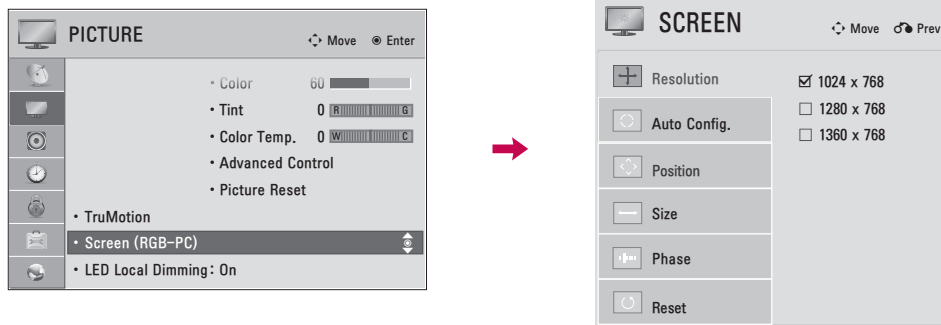 PICTURE
Move Enter
• Color 60
• Tint 0 R G
• Color Temp. 0 W C
• Advanced Control
• Picture Reset
• TruMotion
• Screen (RGB-PC)
• LED Local Dimming: On
SCREEN
Move Prev
Resolution
Auto Config.
Position
Size
Phase
Reset
☑ 1024 x 768
☐ 1280 x 768
☐ 1360 x 768